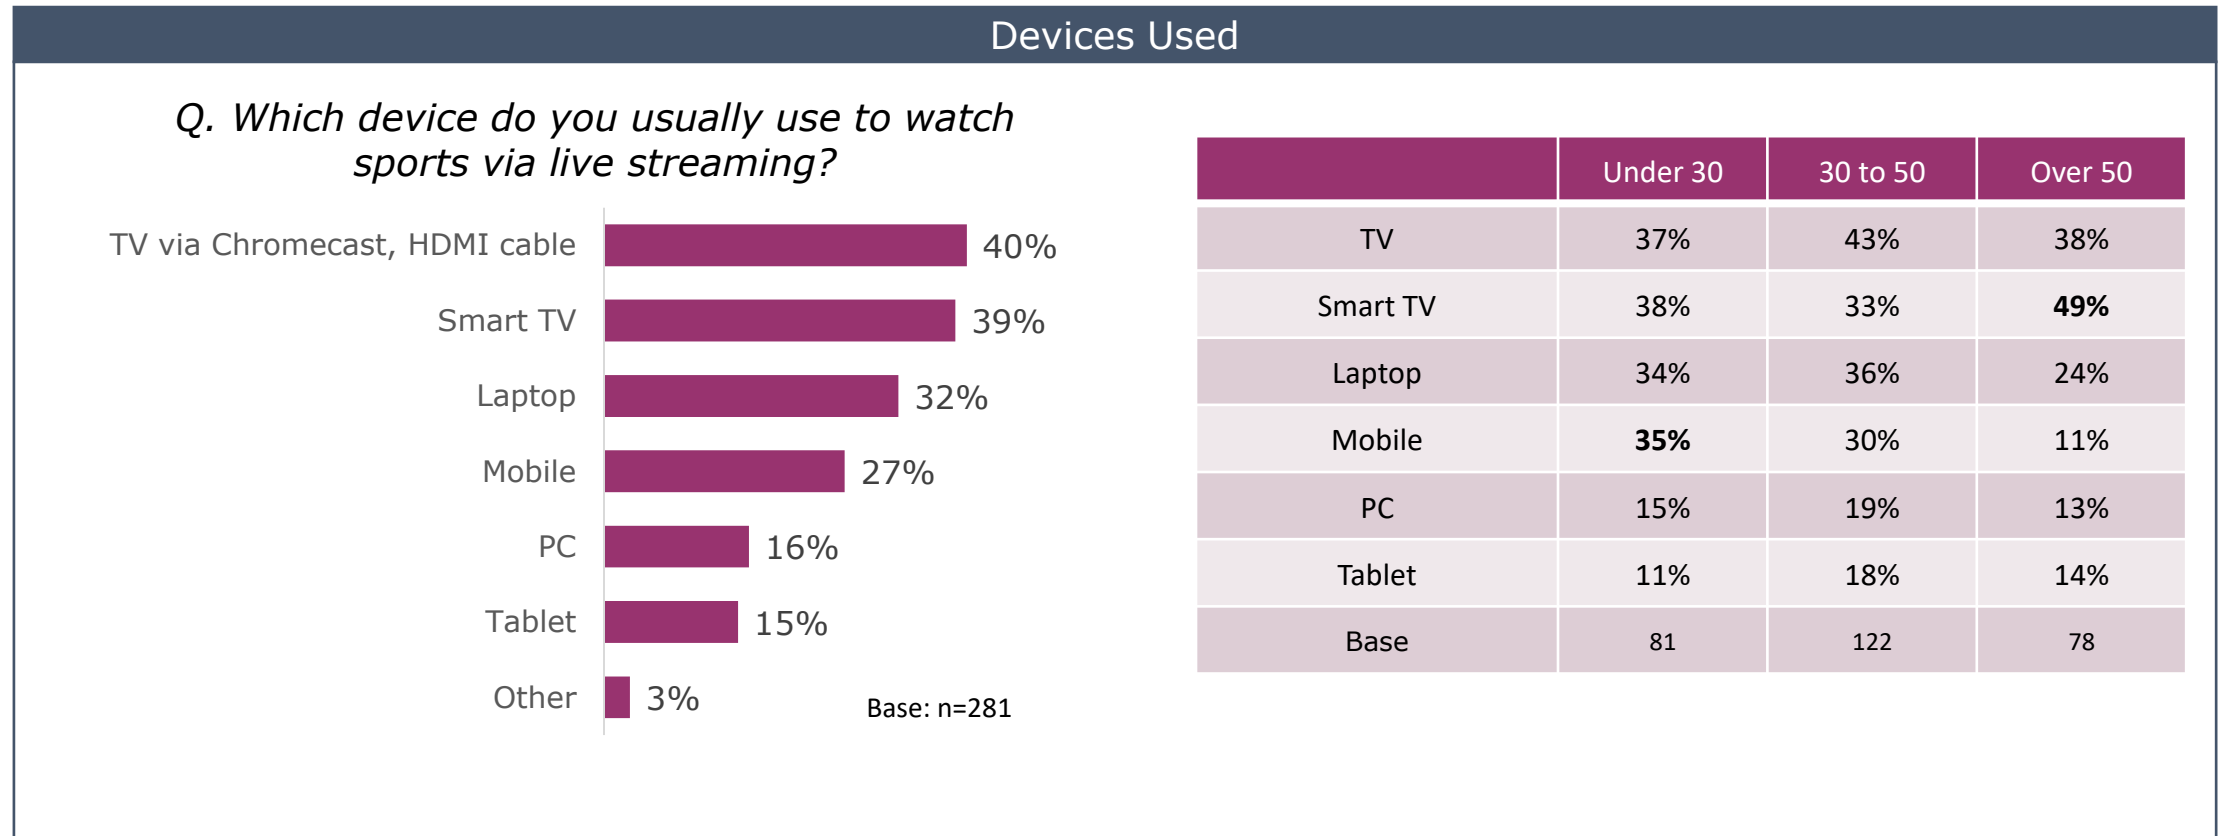 Devices Used
Q. Which device do you usually use to watch
sports via live streaming?
TV via Chromecast, HDMI cable 40%
Smart TV 39%
Laptop 32%
Mobile 27%
PC 16%
Tablet 15%
Other 3%
Base: n=281
Under 30 30 to 50 Over 50
TV 37% 43% 38%
Smart TV 38% 33% 49%
Laptop 34% 36% 24%
Mobile 35% 30% 11%
PC 15% 19% 13%
Tablet 11% 18% 14%
Base 81 122 78